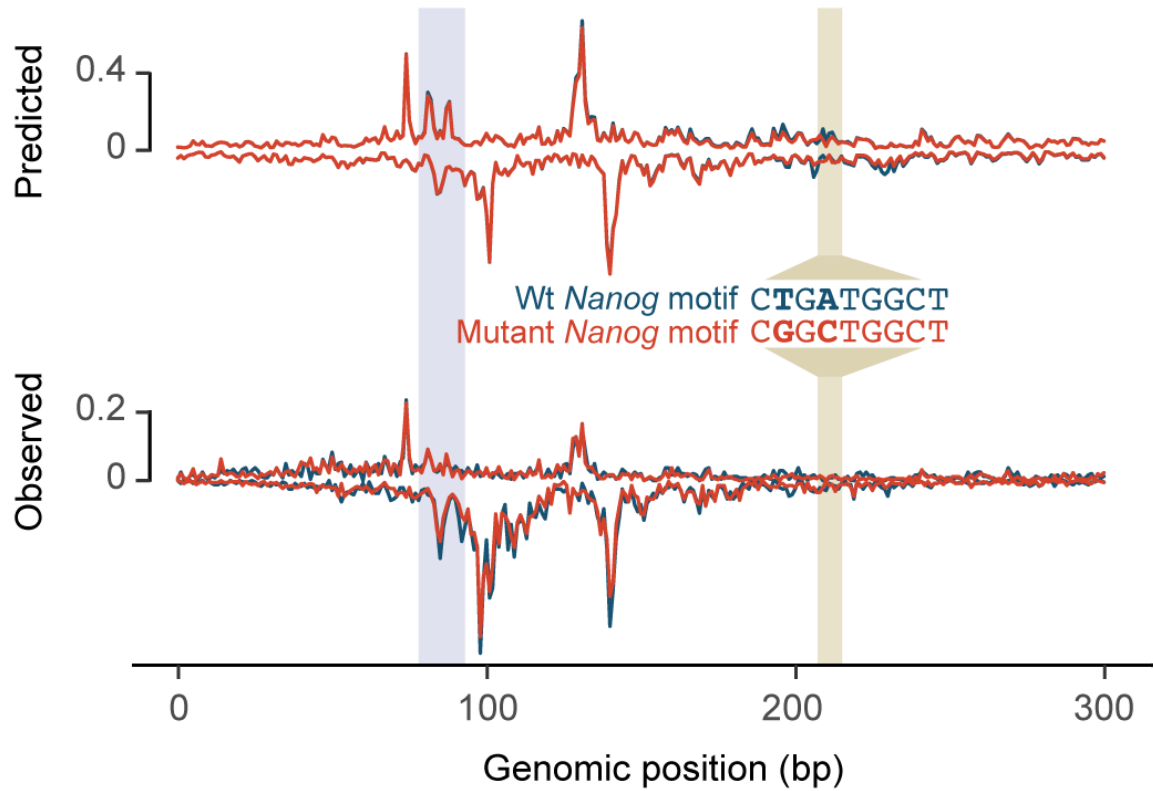 Predicted
0.4
0
Wt Nanog motif CTGATGGCT
Mutant Nanog motif CGGCTGGCT
Observed
0.2
0
0 100 200 300
Genomic position (bp)